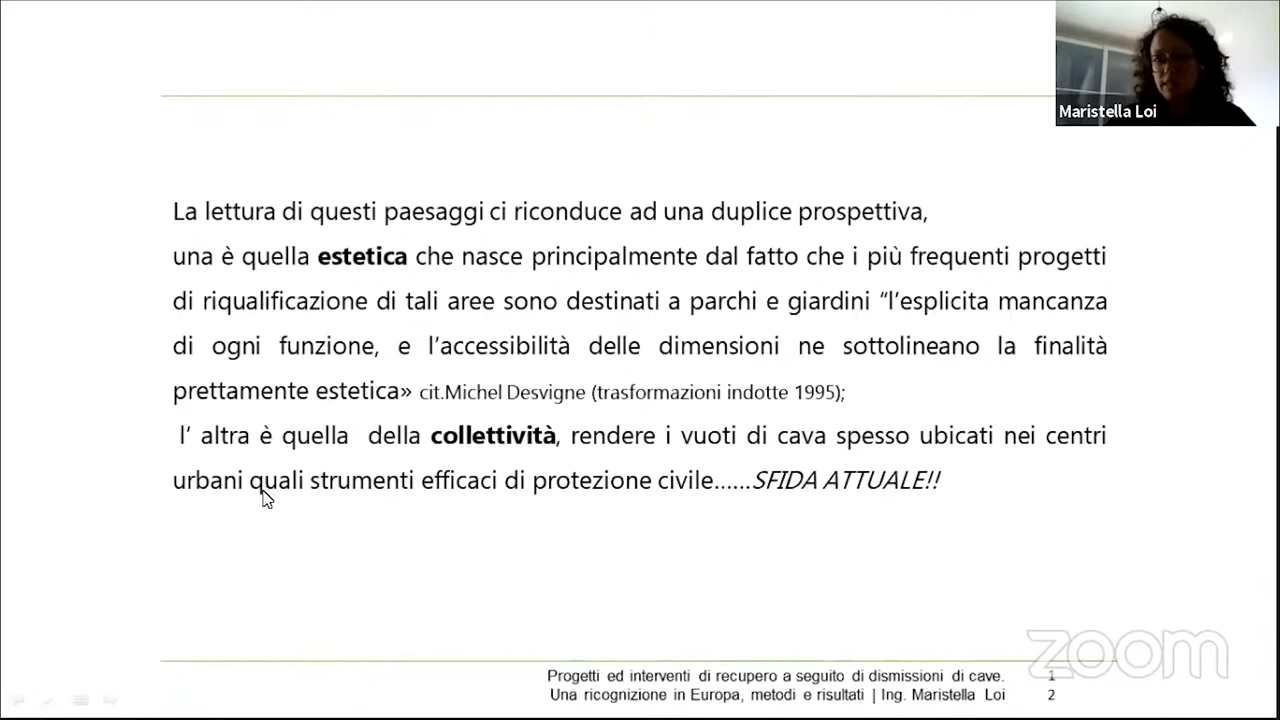 Maristella Loi
La lettura di questi paesaggi ci riconduce ad una duplice prospettiva,
una è quella estetica che nasce principalmente dal fatto che i più frequenti progetti
di riqualificazione di tali aree sono destinati a parchi e giardini “l’esplicita mancanza
di ogni funzione, e l’accessibilità delle dimensioni ne sottolineano la finalità
prettamente estetica» cit.Michel Desvigne (trasformazioni indotte 1995);
l’ altra è quella della collettività, rendere i vuoti di cava spesso ubicati nei centri
urbani quali strumenti efficaci di protezione civile......SFIDA ATTUALE!!
zoom
Progetti ed interventi di recupero a seguito di dismissioni di cave. 1
Una ricognizione in Europa, metodi e risultati | Ing. Maristella Loi 2